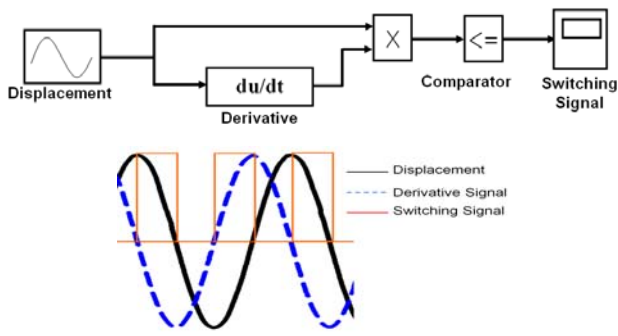 X
<=
du/dt
Displacement
Derivative
Comparator
Switching
Signal
Displacement
Derivative Signal
Switching Signal